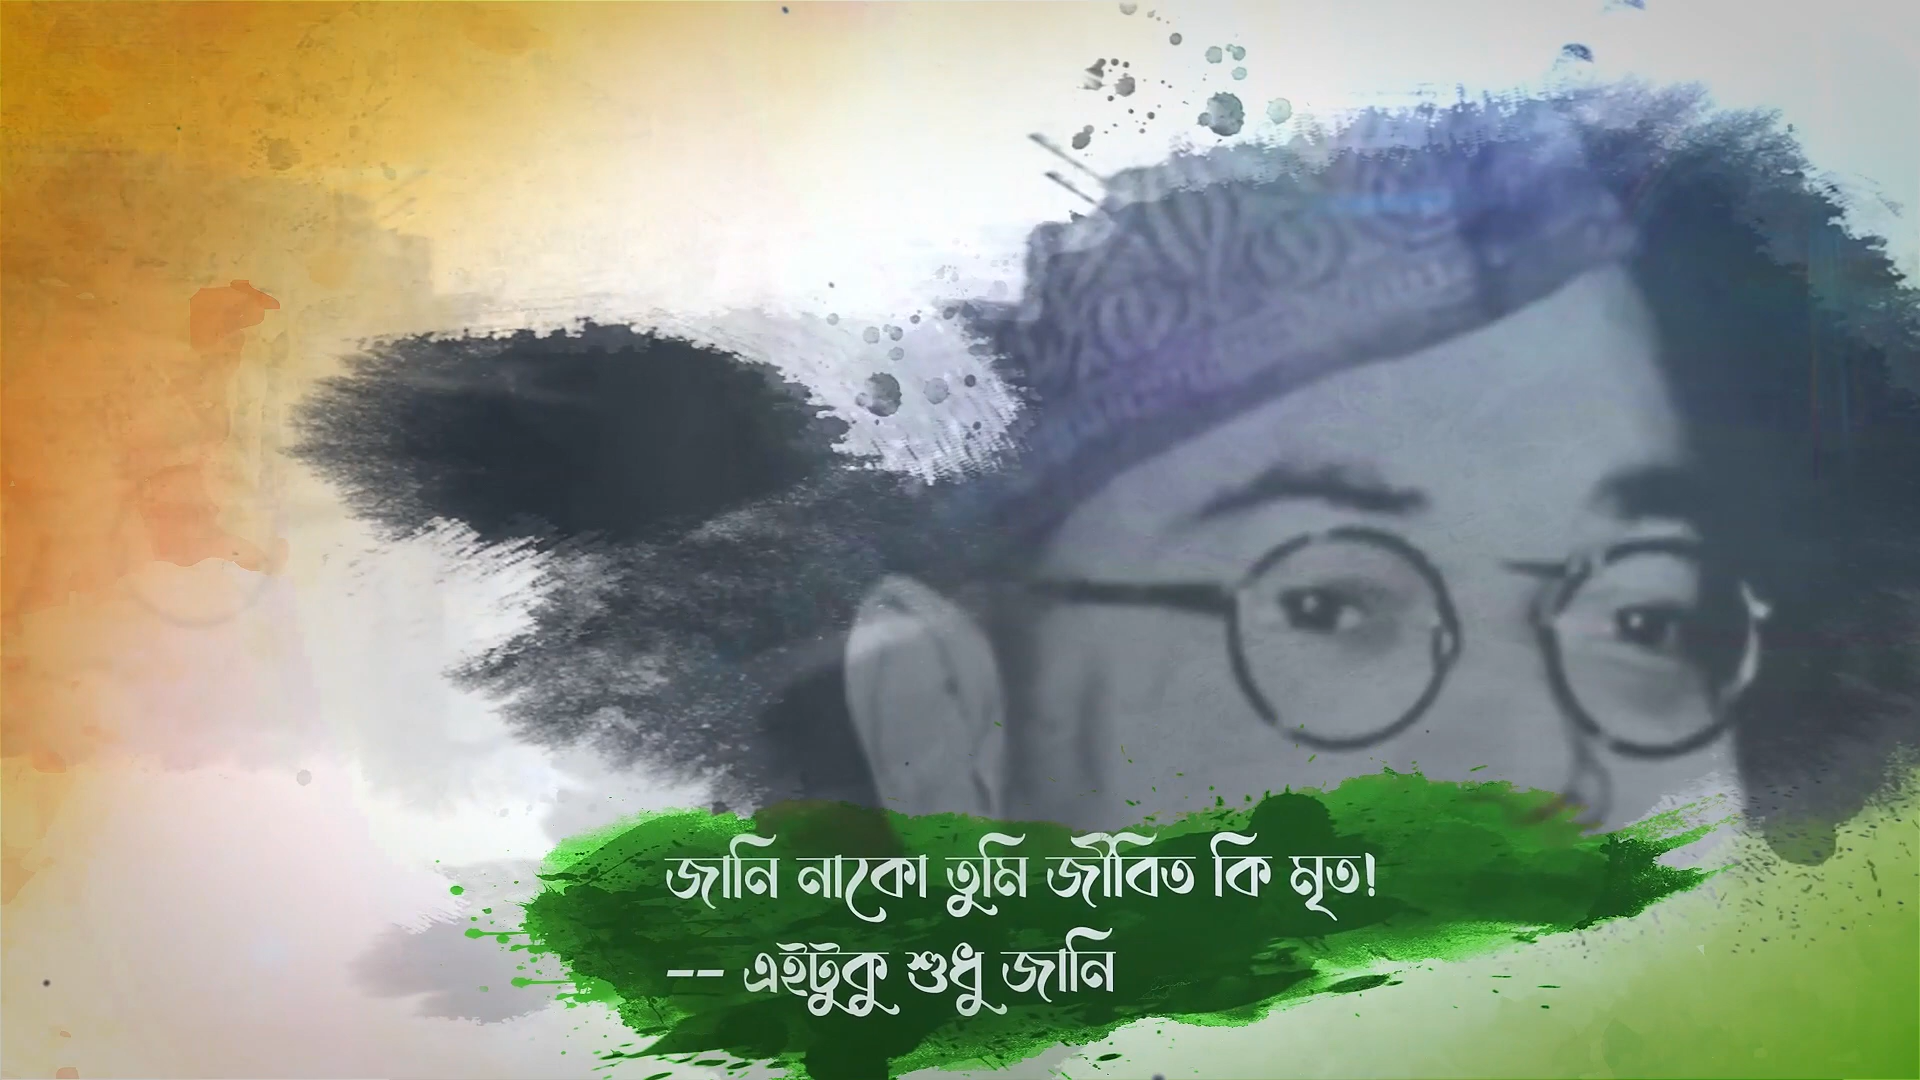 জানি নাকো তুমি জীবিত কি মৃত!
-- এইটুকু শুধু জানি